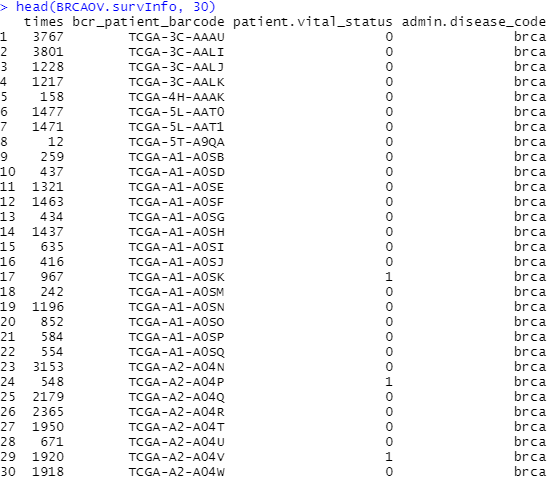 > head(BRCAOV.survInfo, 30)
times bcr_patient_barcode patient.vital_status admin.disease_code
1 3767 TCGA-3C-AAAU 0 brca
2 3801 TCGA-3C-AALI 0 brca
3 1228 TCGA-3C-AALJ 0 brca
4 1217 TCGA-3C-AALK 0 brca
5 158 TCGA-4H-AAAK 0 brca
6 1477 TCGA-5L-AAT0 0 brca
7 1471 TCGA-5L-AAT1 0 brca
8 12 TCGA-5T-A9QA 0 brca
9 259 TCGA-A1-A0SB 0 brca
10 437 TCGA-A1-A0SD 0 brca
11 1321 TCGA-A1-A0SE 0 brca
12 1463 TCGA-A1-A0SF 0 brca
13 434 TCGA-A1-A0SG 0 brca
14 1437 TCGA-A1-A0SH 0 brca
15 635 TCGA-A1-A0SI 0 brca
16 416 TCGA-A1-A0SJ 0 brca
17 967 TCGA-A1-A0SK 1 brca
18 242 TCGA-A1-A0SM 0 brca
19 1196 TCGA-A1-A0SN 0 brca
20 852 TCGA-A1-A0SO 0 brca
21 584 TCGA-A1-A0SP 0 brca
22 554 TCGA-A1-A0SQ 0 brca
23 3153 TCGA-A2-A04N 0 brca
24 548 TCGA-A2-A04P 1 brca
25 2179 TCGA-A2-A04Q 0 brca
26 2365 TCGA-A2-A04R 0 brca
27 1950 TCGA-A2-A04T 0 brca
28 671 TCGA-A2-A04U 0 brca
29 1920 TCGA-A2-A04V 1 brca
30 1918 TCGA-A2-A04W 0 brca